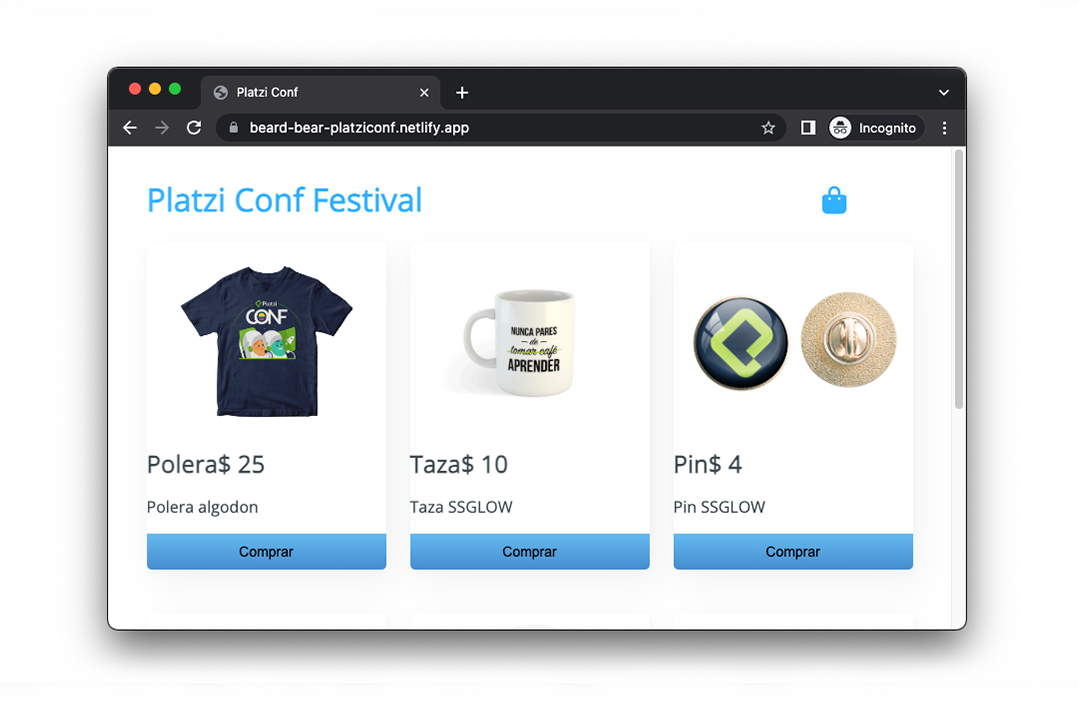 Platzi Conf
beard-bear-platziconf.netlify.app
Incognito
Platzi Conf Festival
Platzi
CONF
NUNCA PARES
de
tomar café
APRENDER
Polera$ 25
Taza$ 10
Pin$ 4
Polera algodon
Taza SSGLOW
Pin SSGLOW
Comprar
Comprar
Comprar